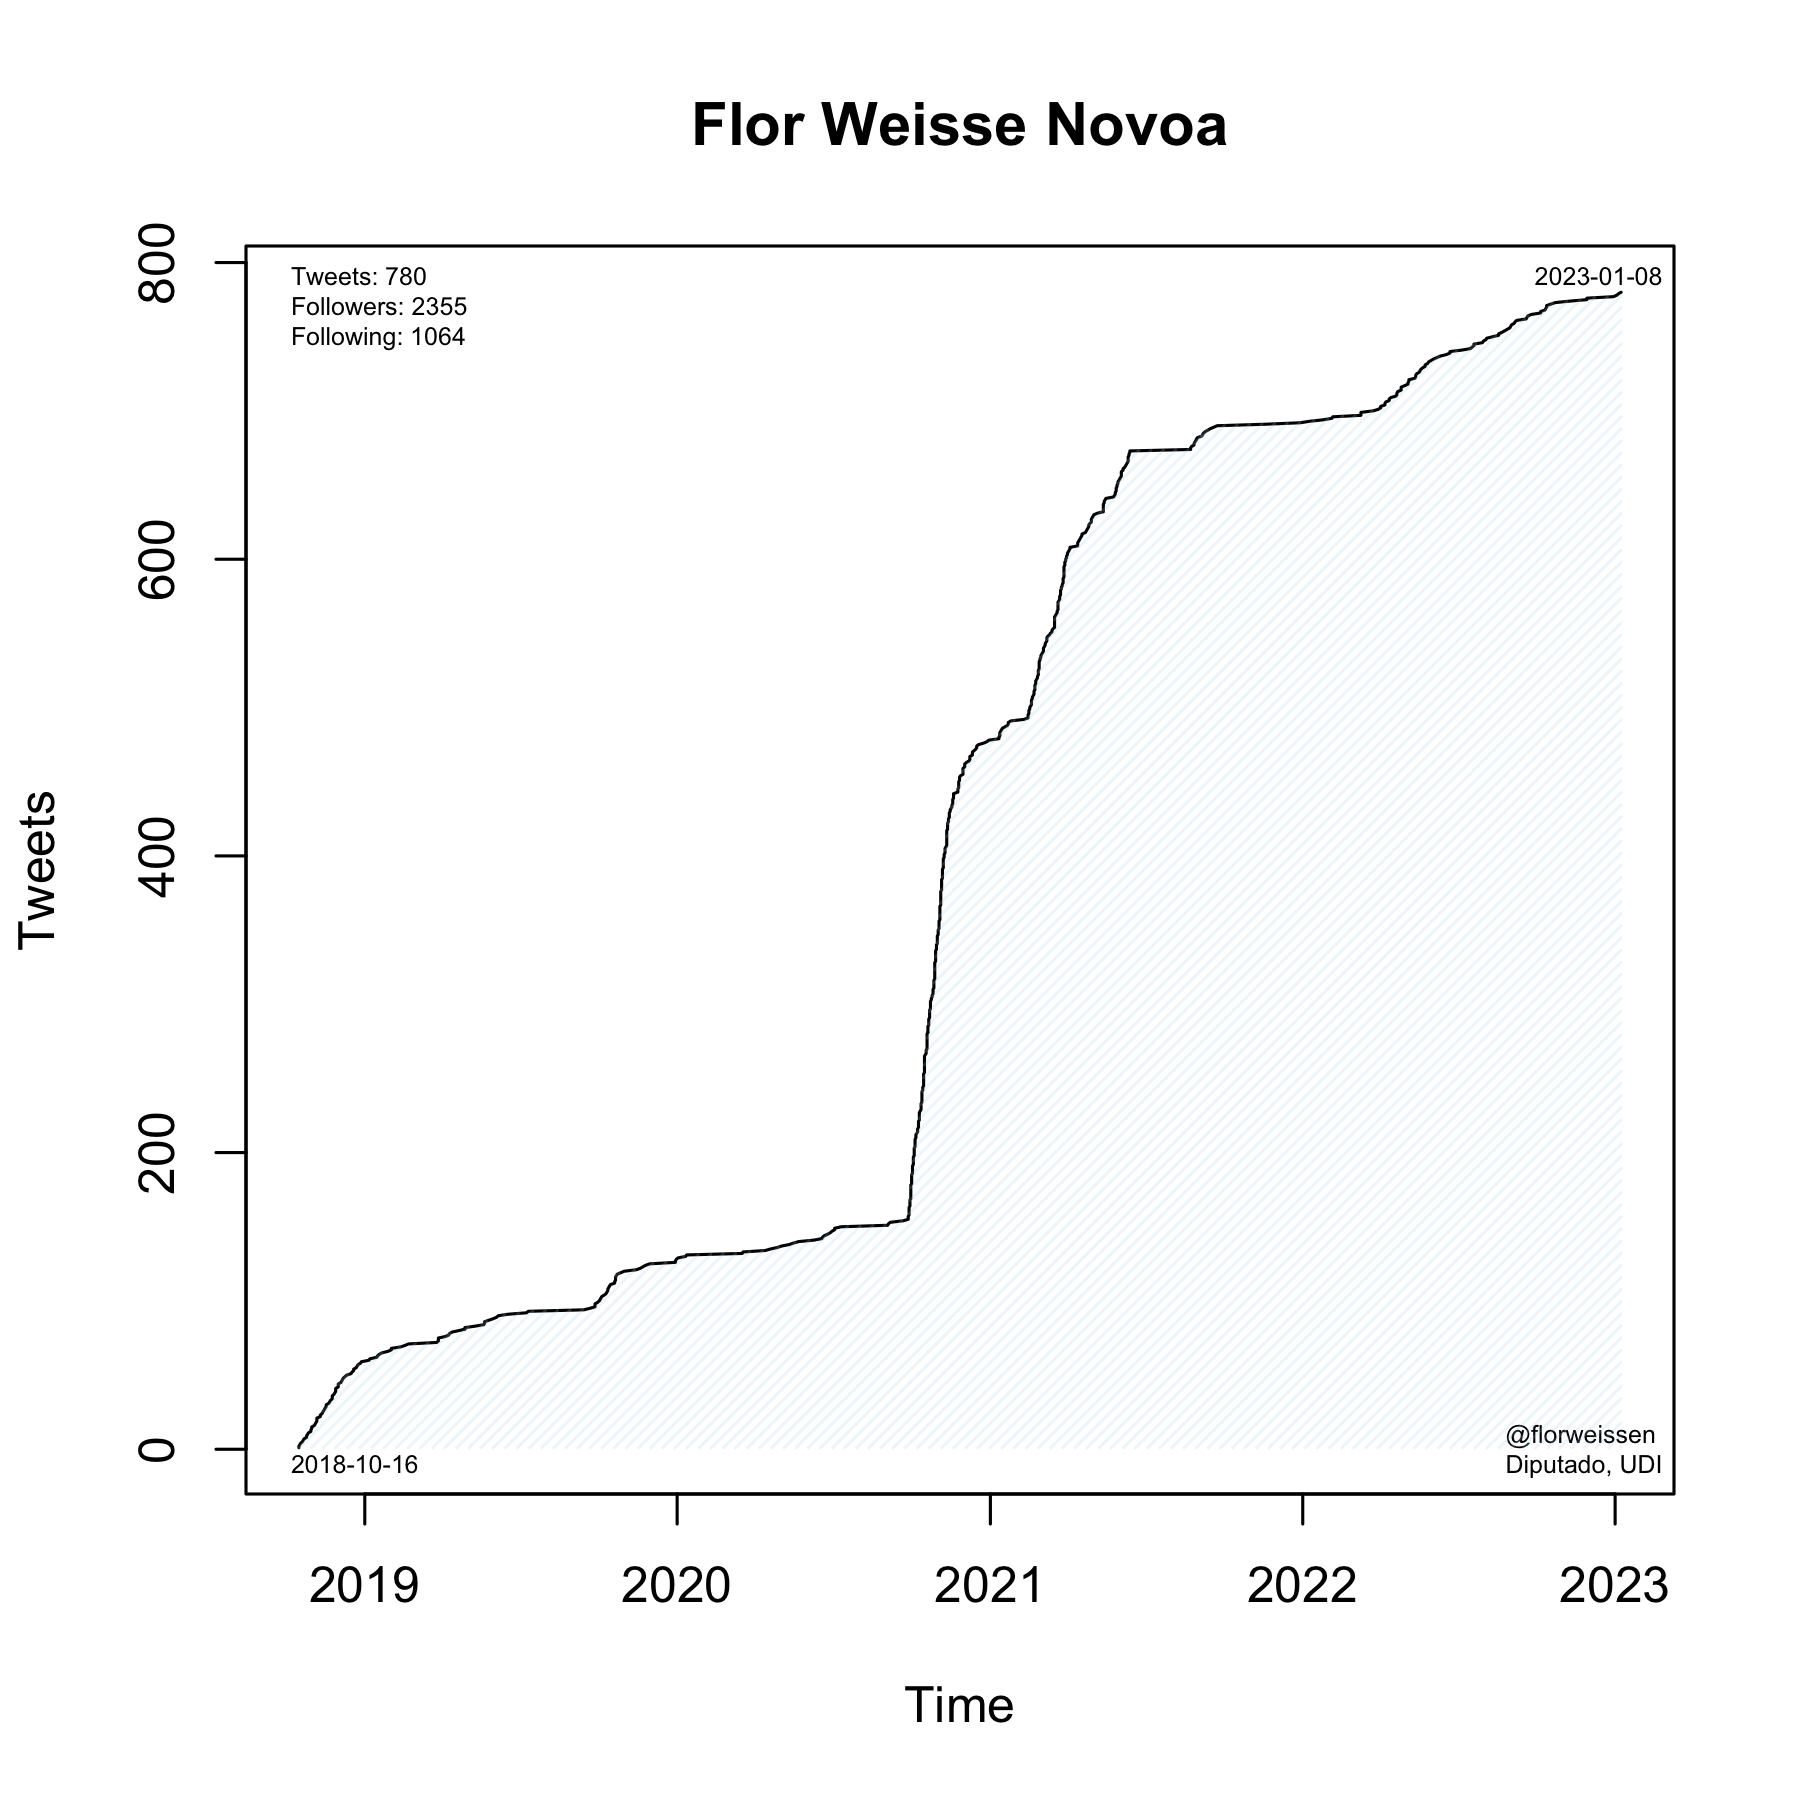 Flor Weisse Novoa
Tweets: 780
Followers: 2355
Following: 1064
2023-01-08
800
600
400
200
0
Tweets
2018-10-16
@florweissen
Diputado, UDI
2019
2020
2021
2022
2023
Time